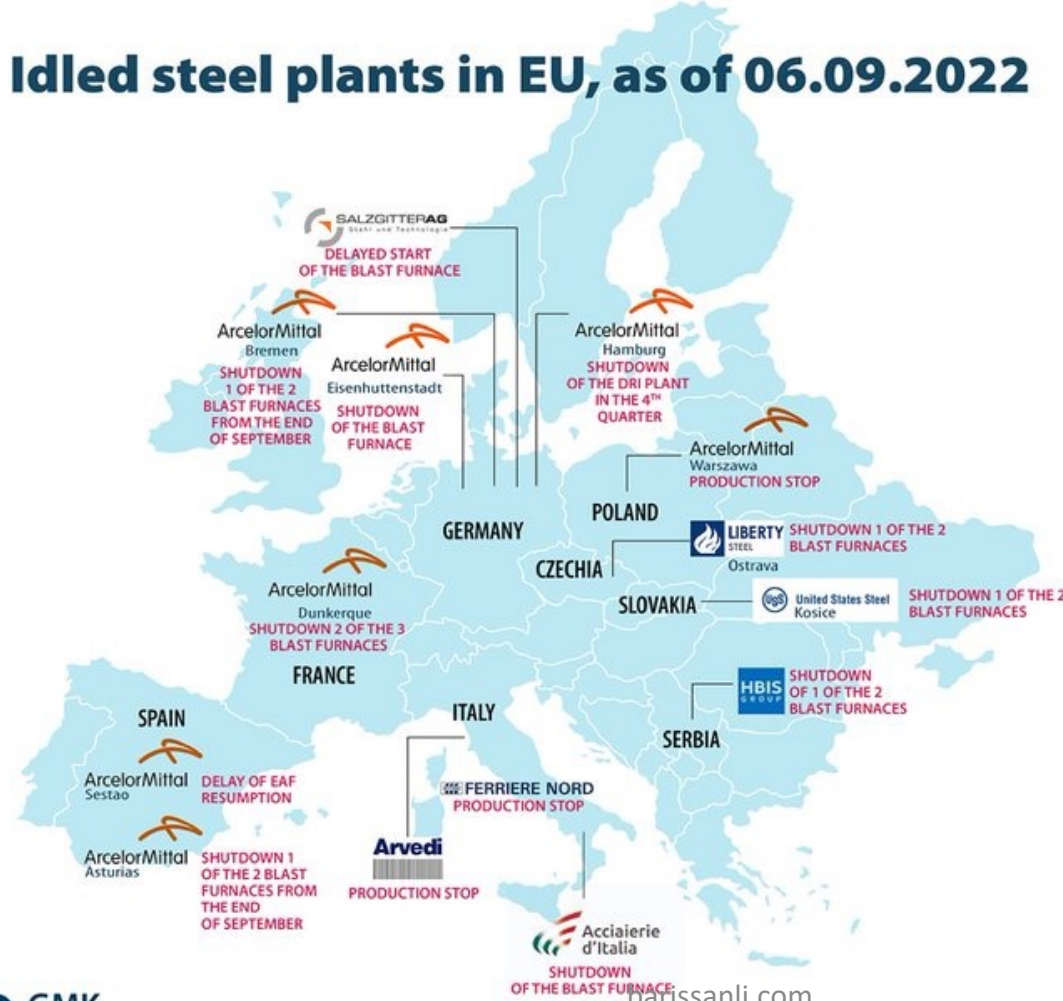 Idled steel plants in EU, as of 06.09.2022
SALZGITTERAG
Stahl und Technologie
DELAYED START
OF THE BLAST FURNACE
ArcelorMittal
Bremen
SHUTDOWN
1 OF THE 2
BLAST FURNACES
FROM THE END
OF SEPTEMBER
ArcelorMittal
Eisenhuttenstadt
SHUTDOWN
OF THE BLAST
FURNACE
ArcelorMittal
Hamburg
SHUTDOWN
OF THE DRI PLANT
IN THE 4TH
QUARTER
ArcelorMittal
Warszawa
PRODUCTION STOP
GERMANY
POLAND
LIBERTY
STEEL
Ostrava
SHUTDOWN 1 OF THE 2
BLAST FURNACES
CZECHIA
SLOVAKIA
USS United States Steel
Kosice
SHUTDOWN 1 OF THE 2
BLAST FURNACES
ArcelorMittal
Dunkerque
SHUTDOWN 2 OF THE 3
BLAST FURNACES
FRANCE
HBIS
GROUP
SHUTDOWN
OF 1 OF THE 2
BLAST FURNACES
SERBIA
SPAIN
ArcelorMittal
Sestao
DELAY OF EAF
RESUMPTION
ArcelorMittal
Asturias
SHUTDOWN 1
OF THE 2 BLAST
FURNACES FROM
THE END
OF SEPTEMBER
ITALY
FERRIERE NORD
PRODUCTION STOP
Arvedi
PRODUCTION STOP
Acciaierie
d'Italia
SHUTDOWN
OF THE BLAST FURNACE
barissanli.com
GMK